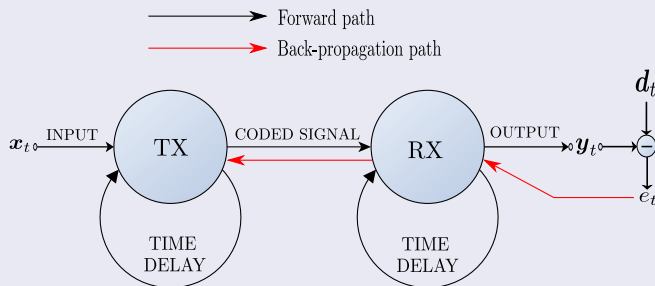 Forward path
Back-propagation path
x_t INPUT TX CODED SIGNAL RX OUTPUT y_t
d_t
−
e_t
TIME DELAY
TIME DELAY